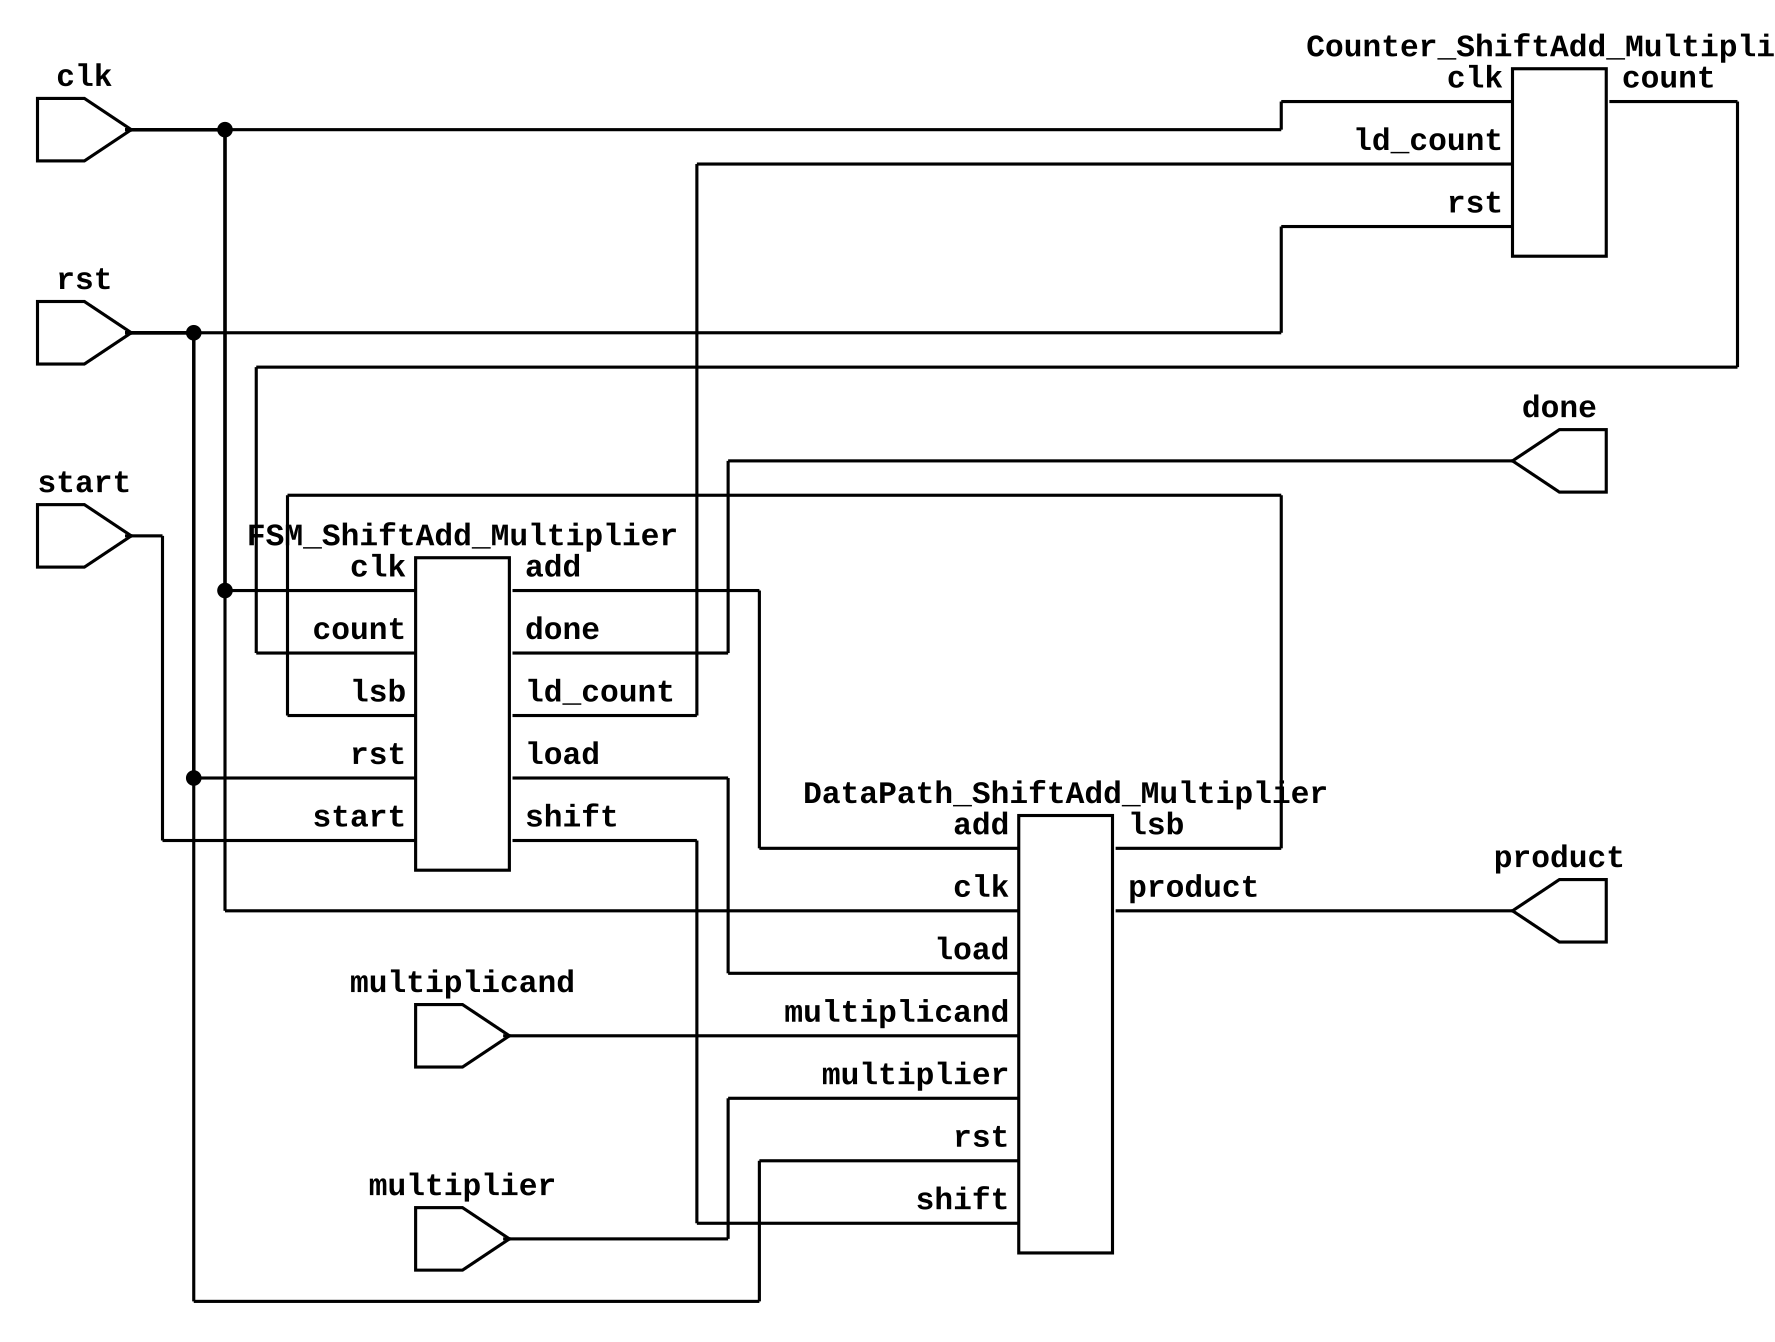 Counter_ShiftAdd_Multipli
clk
clk
count
ld_count
rst
rst
done
start
FSM_ShiftAdd_Multiplier
clk
add
count
done
lsb
ld_count
rst
load
start
shift
DataPath_ShiftAdd_Multiplier
add
lsb
product
clk
product
load
multiplicand
multiplicand
multiplier
rst
multiplier
shift